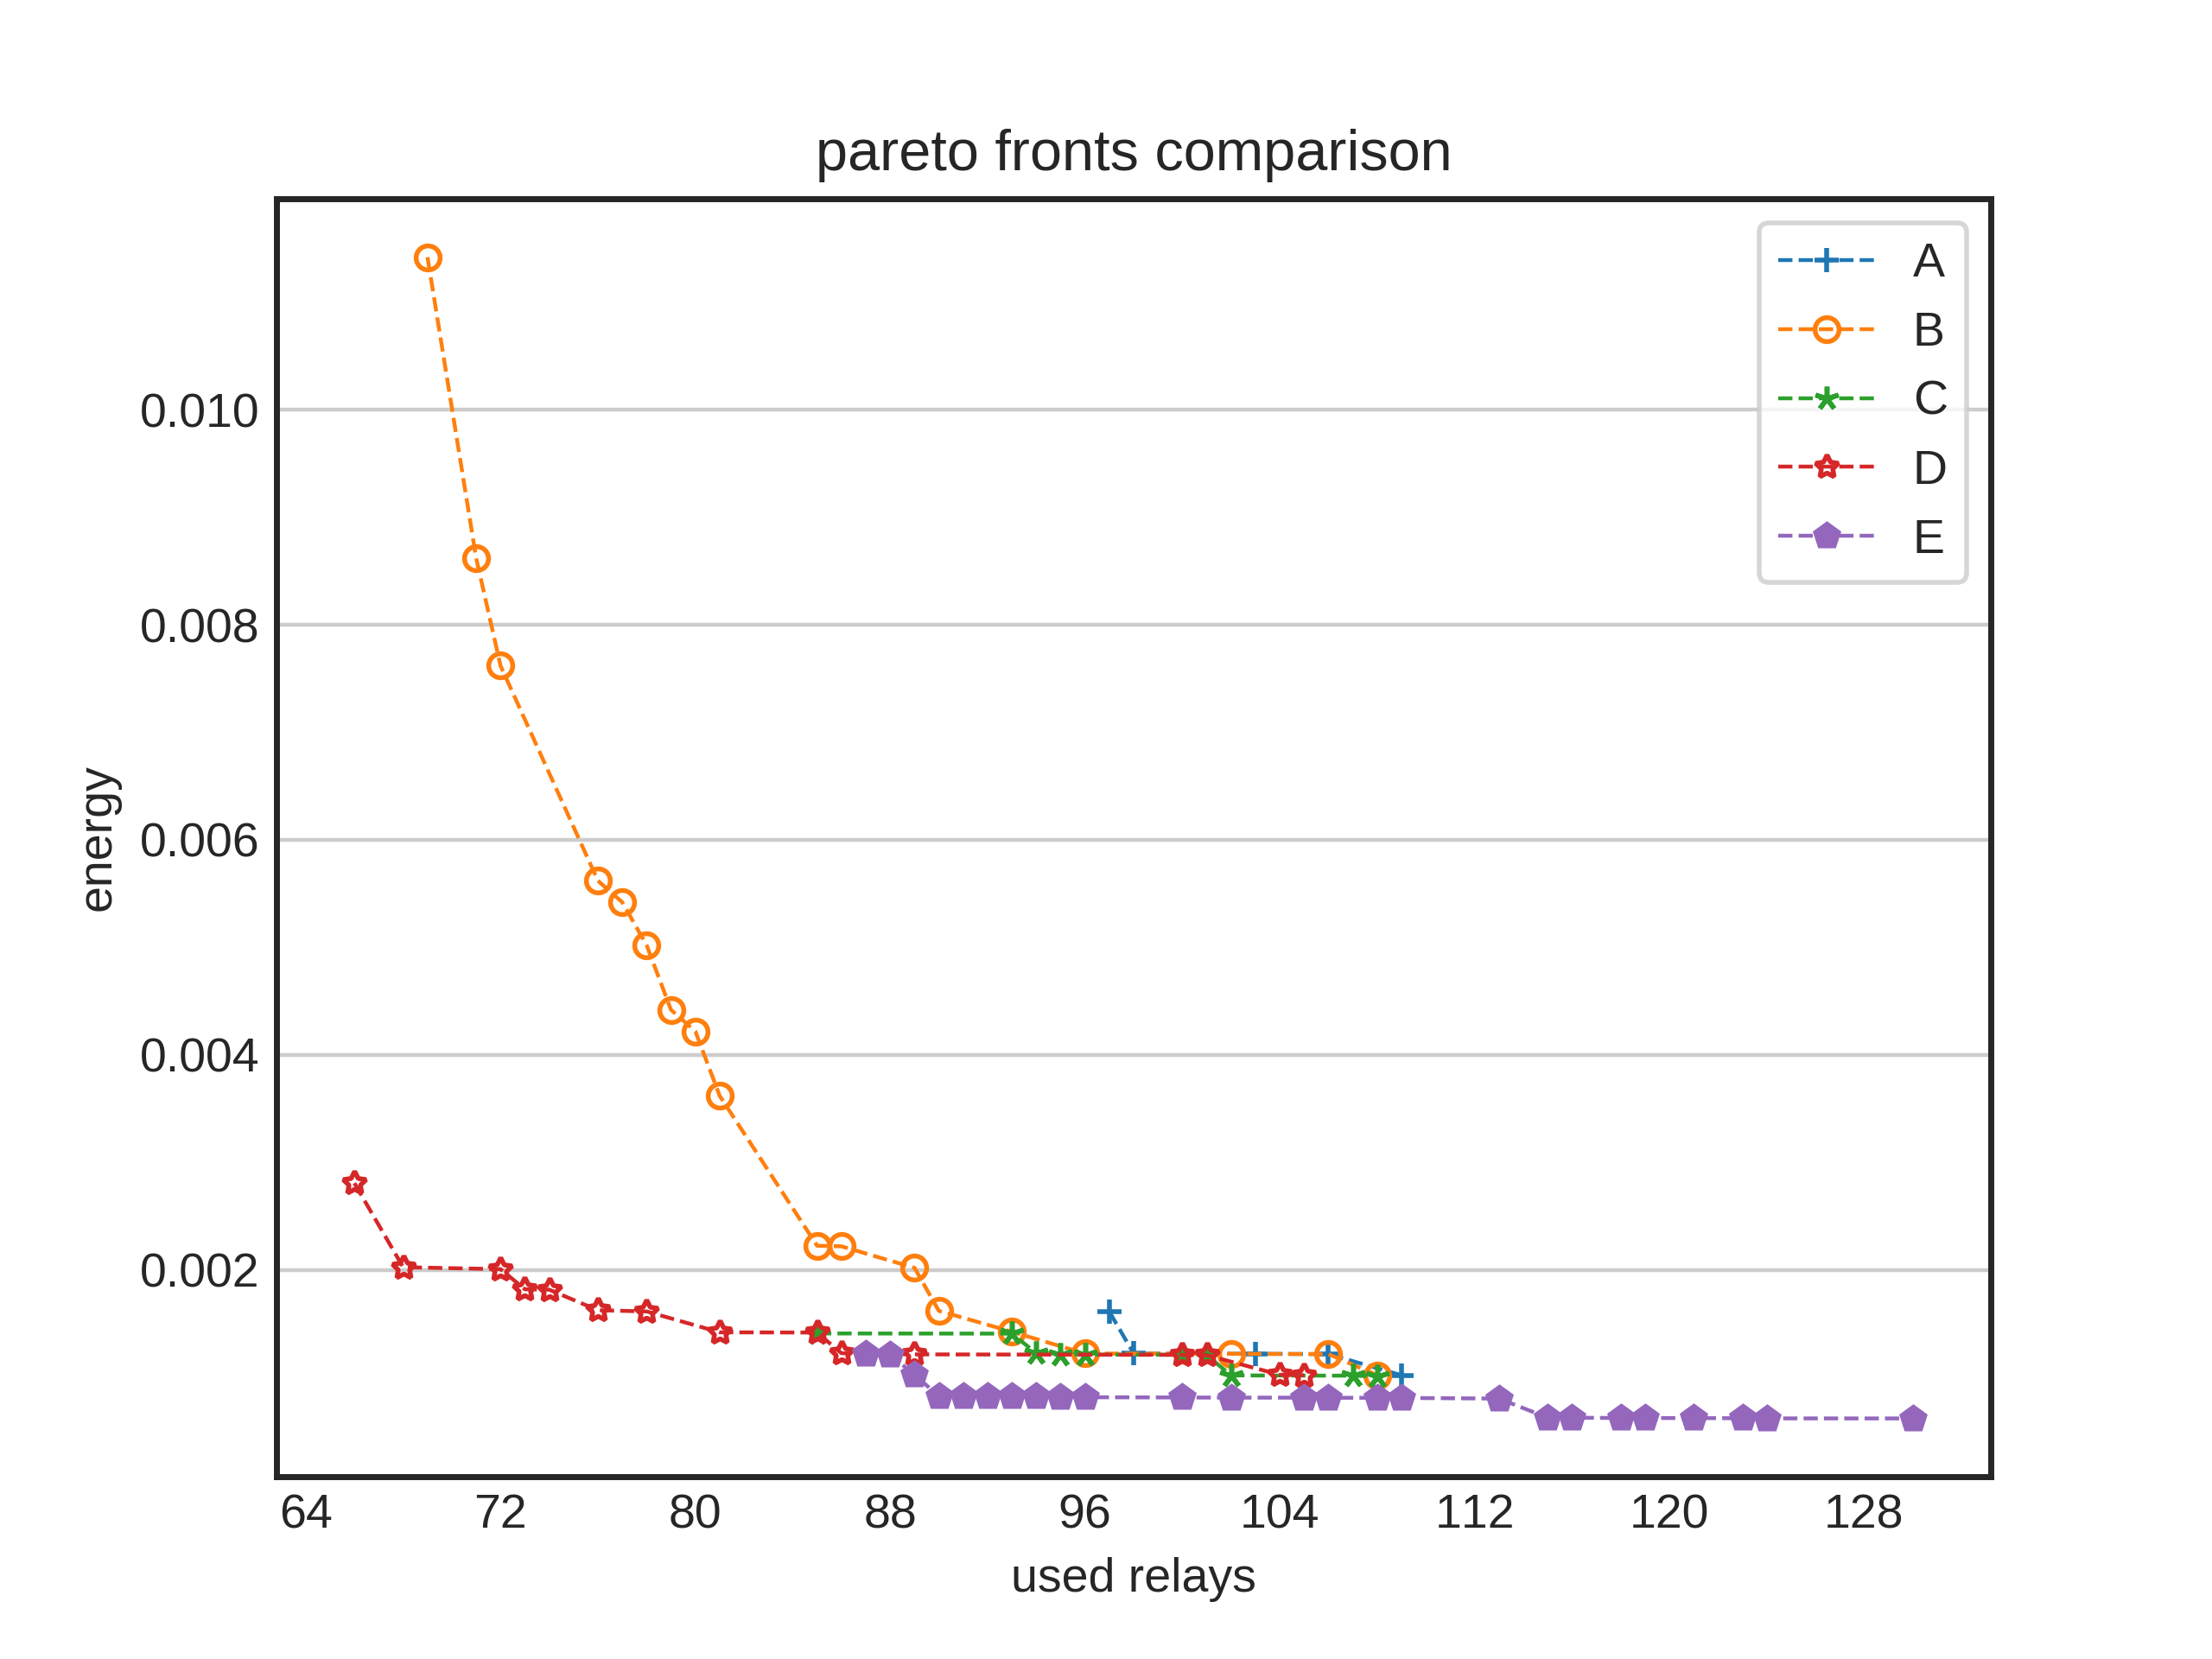 pareto fronts comparison
A
B
C
D
E
0.010
0.008
0.006
0.004
0.002
energy
64 72 80 88 96 104 112 120 128
used relays